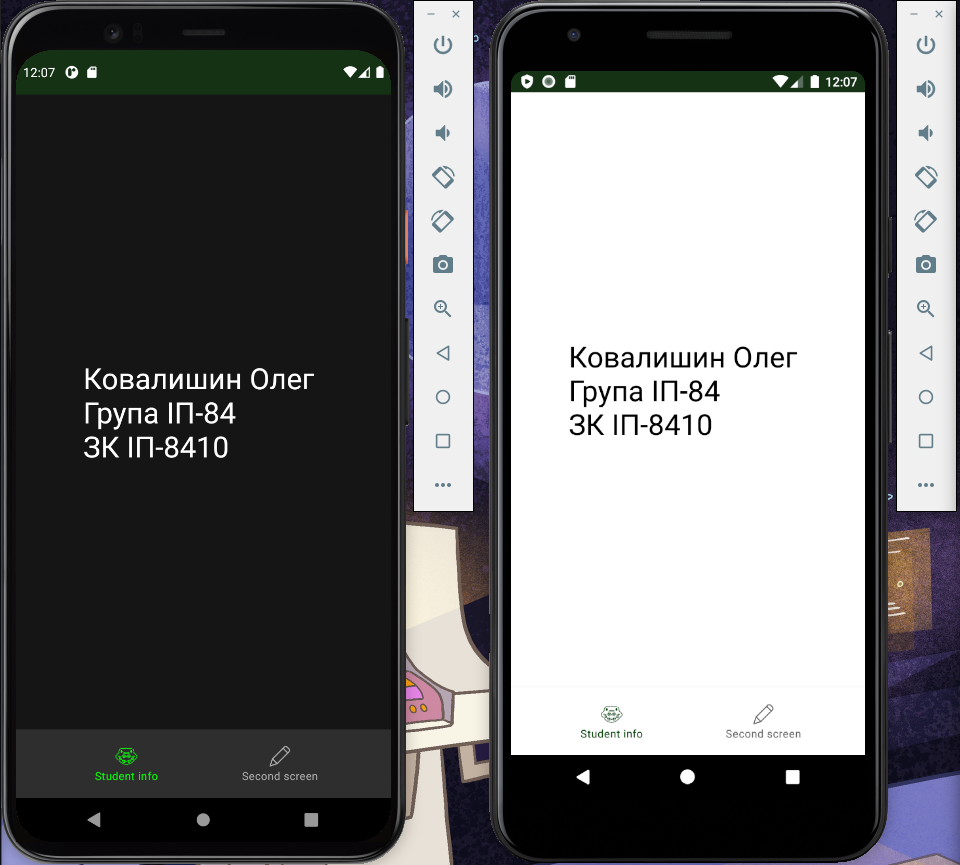 12:07
Ковалишин Олег
Група ІП-84
ЗК ІП-8410
Student info
Second screen
12:07
Ковалишин Олег
Група ІП-84
ЗК ІП-8410
Student info
Second screen